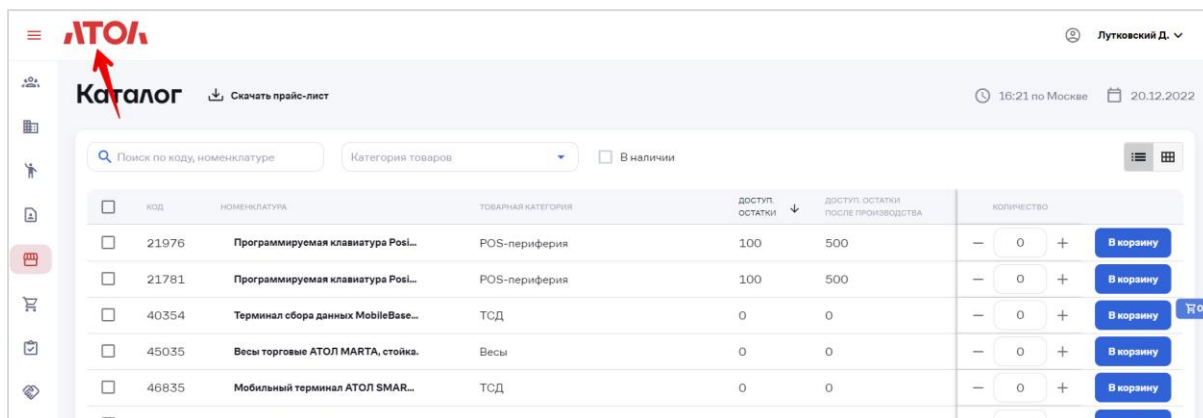 АТОЛ
Лутковский Д.
Каталог
Скачать прайс-лист
16:21 по Москве
20.12.2022
Поиск по коду, номенклатуре
Категория товаров
В наличии
КОД НОМЕНКЛАТУРА ТОВАРНАЯ КАТЕГОРИЯ ДОСТУП. ОСТАТКИ ДОСТУП. ОСТАТКИ ПОСЛЕ ПРОИЗВОДСТВА КОЛИЧЕСТВО
21976 Программируемая клавиатура Posi... POS-периферия 100 500 — 0 + В корзину
21781 Программируемая клавиатура Posi... POS-периферия 100 500 — 0 + В корзину
40354 Терминал сбора данных MobileBase... ТСД 0 0 — 0 + В корзину
0
45035 Весы торговые АТОЛ MARTA, стойка. Весы 0 0 — 0 + В корзину
46835 Мобильный терминал АТОЛ SMAR... ТСД 0 0 — 0 + В корзину